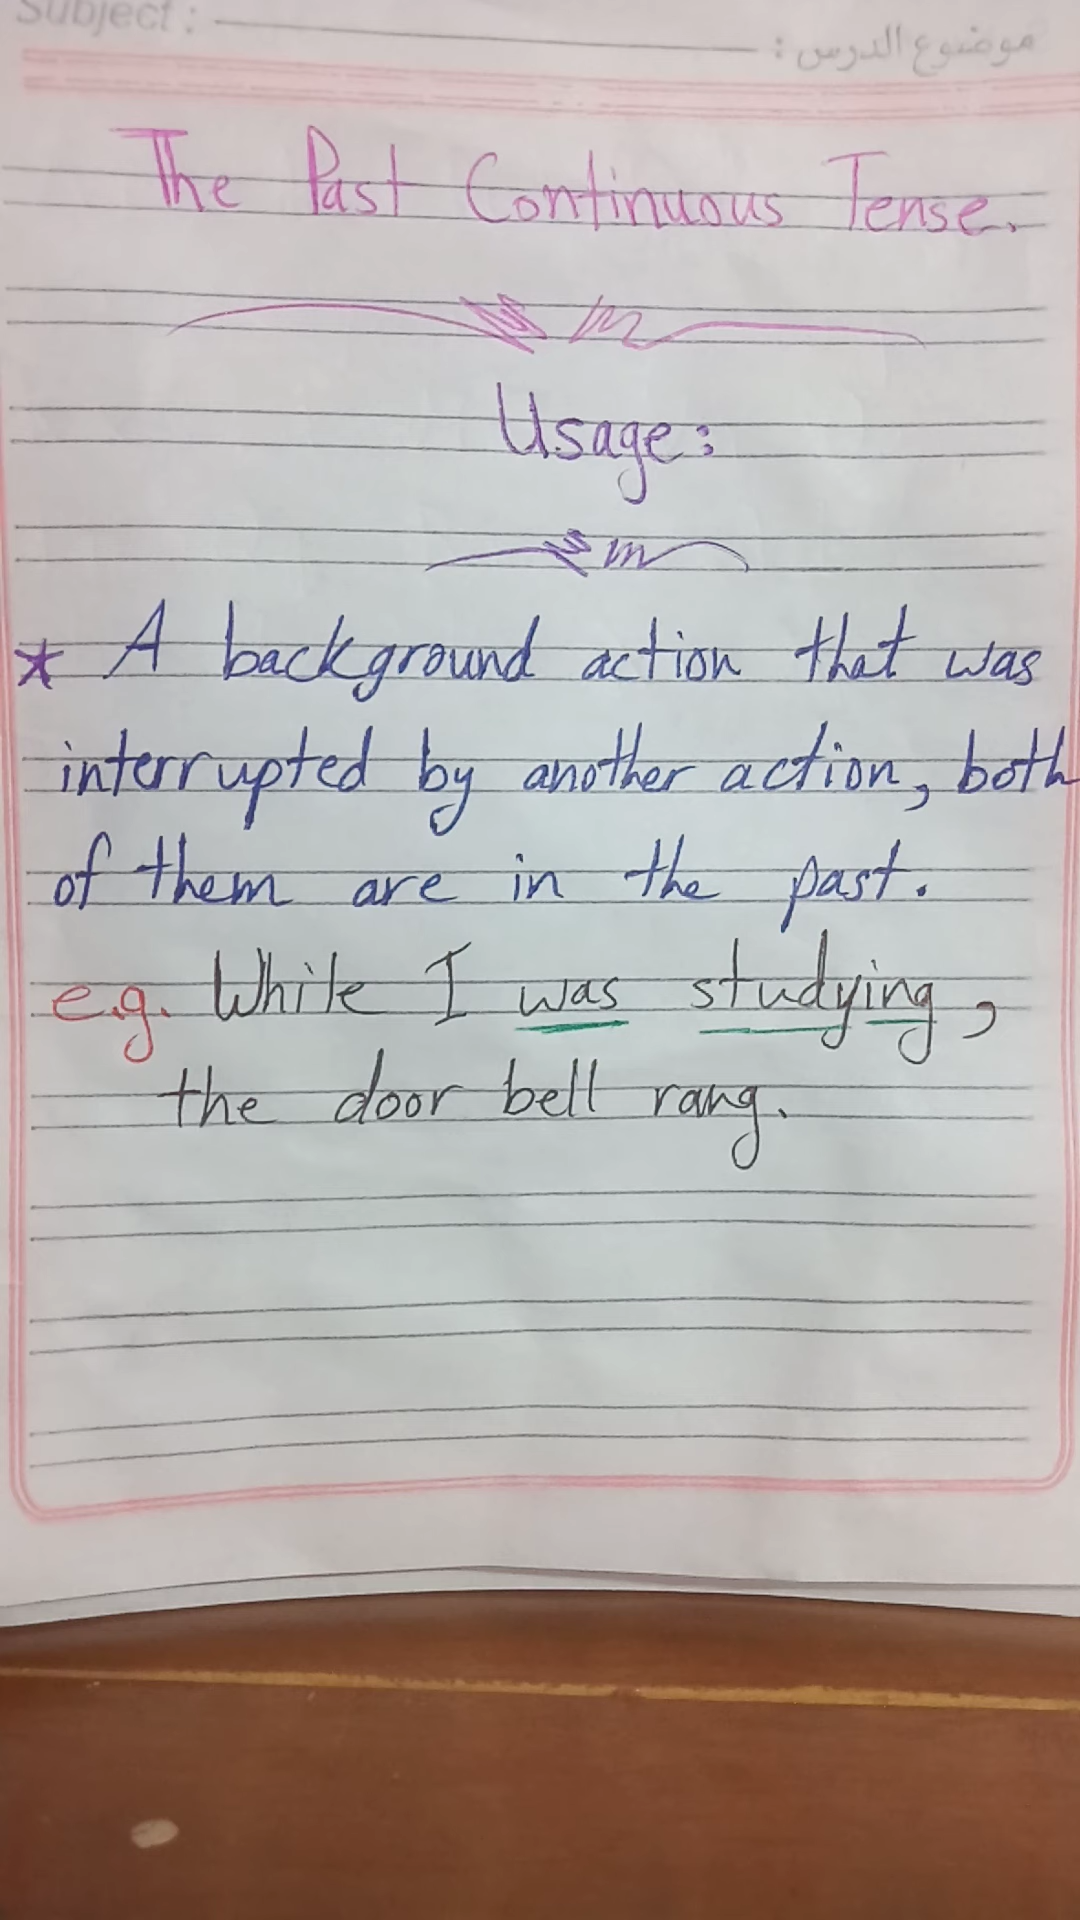 Subject :
موضوع الدرس :
The Past Continuous Tense.
Usage:
* A background action that was
interrupted by another action, both
of them are in the past.
e.g. While I was studying,
the door bell rang.